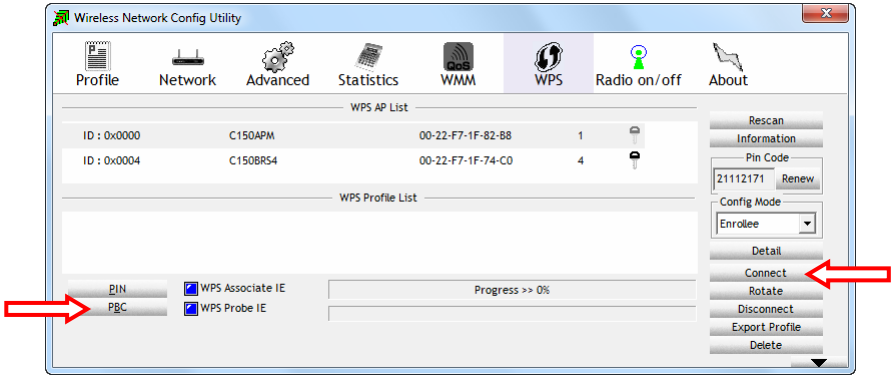 Wireless Network Config Utility
x
P
QoS
Profile Network Advanced Statistics WMM WPS Radio on/off About
WPS AP List
ID : 0x0000 C150APM 00-22-F7-1F-82-B8 1
ID : 0x0004 C150BRS4 00-22-F7-1F-74-C0 4
WPS Profile List
Rescan
Information
Pin Code
21112171 Renew
Config Mode
Enrollee
Detail
Connect
Rotate
Disconnect
Export Profile
Delete
PIN WPS Associate IE Progress >> 0%
PBC WPS Probe IE